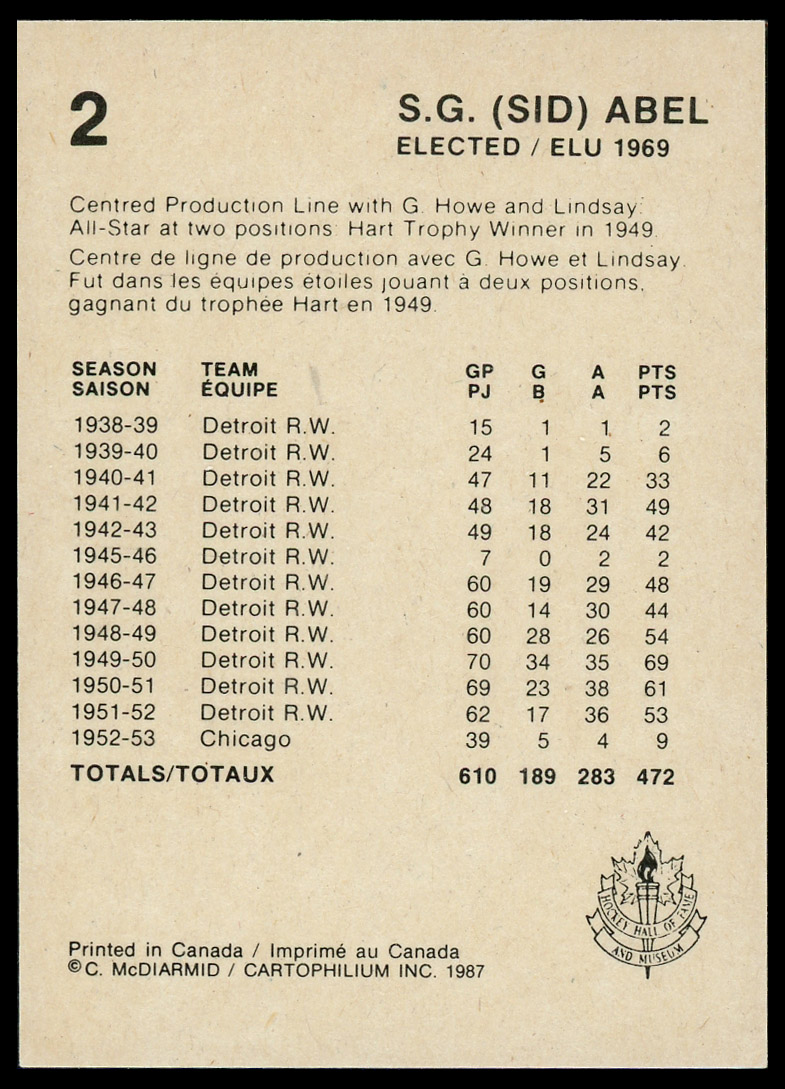 2
S.G. (SID) ABEL
ELECTED / ELU 1969
Centred Production Line with G. Howe and Lindsay.
All-Star at two positions. Hart Trophy Winner in 1949.
Centre de ligne de production avec G. Howe et Lindsay.
Fut dans les équipes étoiles jouant à deux positions,
gagnant du trophée Hart en 1949.
SEASON TEAM GP G A PTS
SAISON ÉQUIPE PJ B A PTS
1938-39 Detroit R.W. 15 1 1 2
1939-40 Detroit R.W. 24 1 5 6
1940-41 Detroit R.W. 47 11 22 33
1941-42 Detroit R.W. 48 18 31 49
1942-43 Detroit R.W. 49 18 24 42
1945-46 Detroit R.W. 7 0 2 2
1946-47 Detroit R.W. 60 19 29 48
1947-48 Detroit R.W. 60 14 30 44
1948-49 Detroit R.W. 60 28 26 54
1949-50 Detroit R.W. 70 34 35 69
1950-51 Detroit R.W. 69 23 38 61
1951-52 Detroit R.W. 62 17 36 53
1952-53 Chicago 39 5 4 9
TOTALS/TOTAUX 610 189 283 472
HOCKEY HALL OF FAME
AND MUSEUM
Printed in Canada / Imprimé au Canada
©C. McDIARMID / CARTOPHILIUM INC. 1987